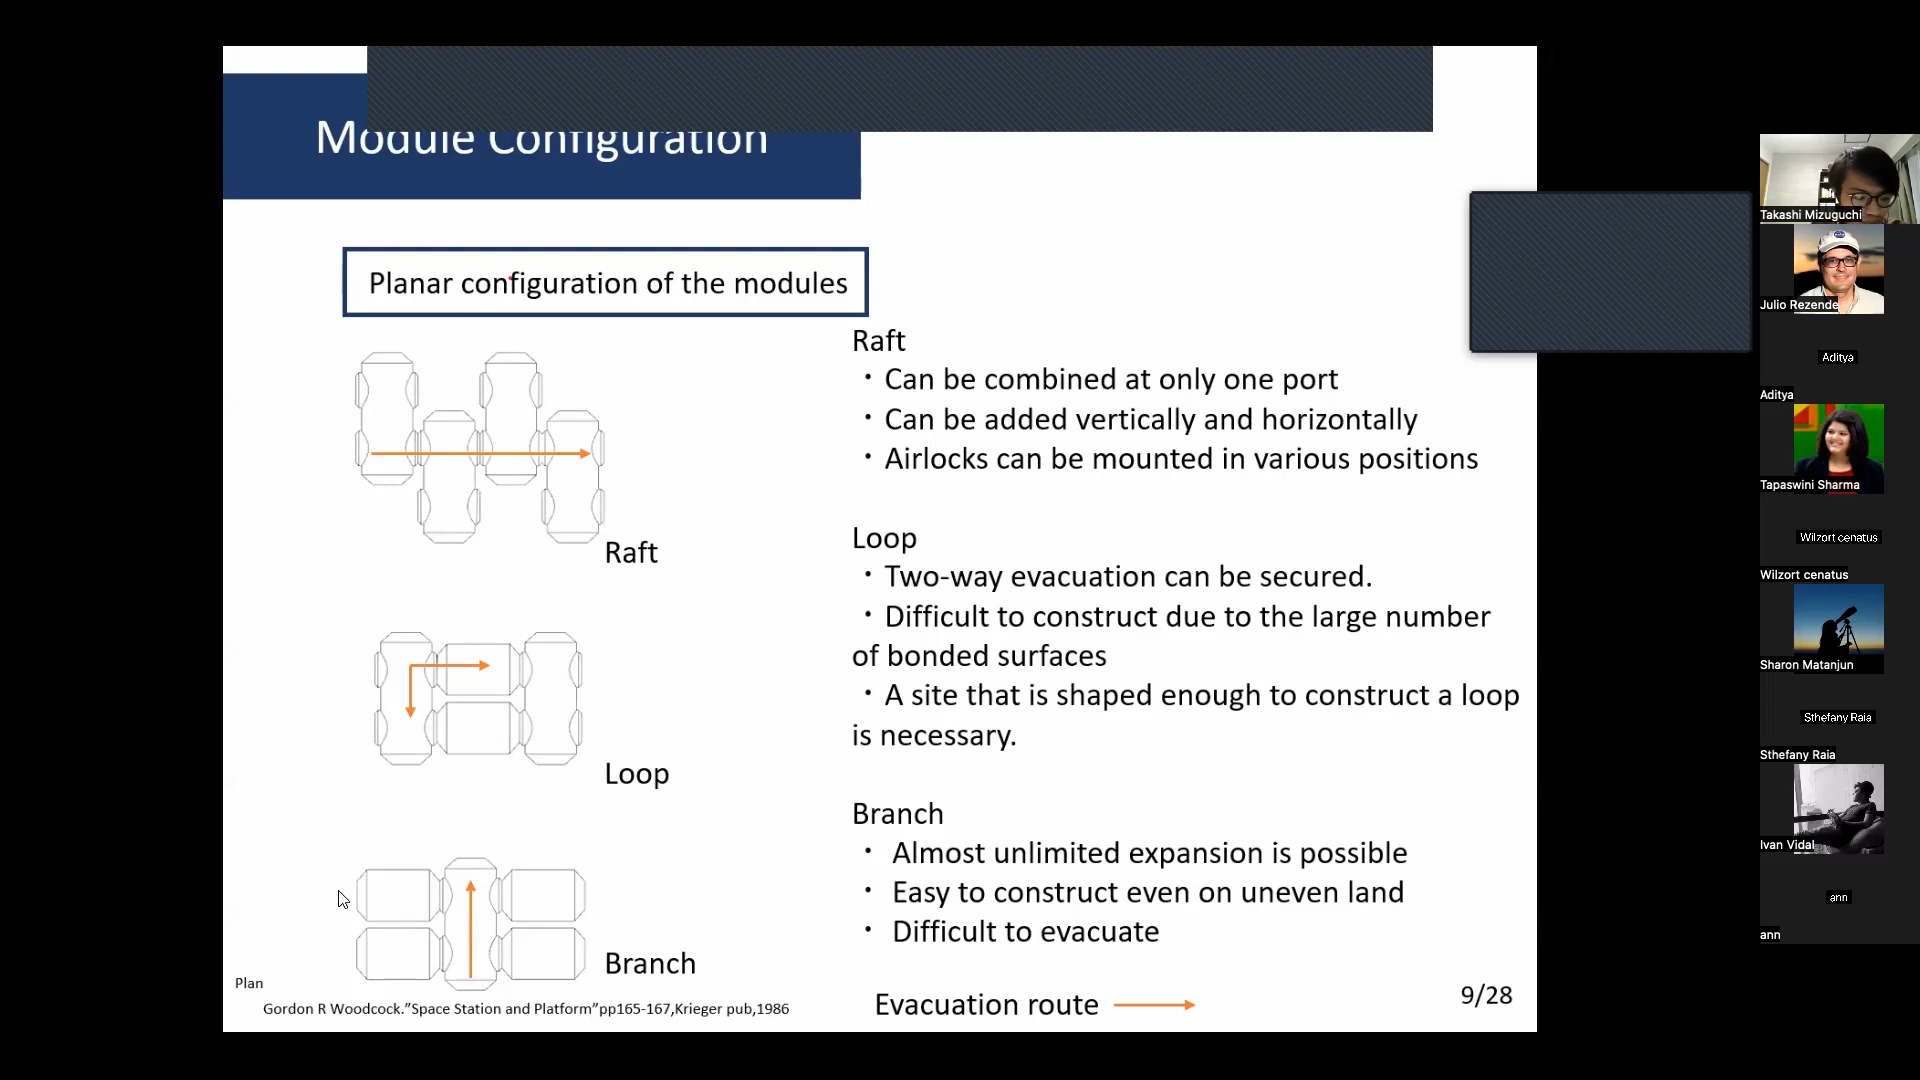 Module Configuration
Planar configuration of the modules
Raft
・Can be combined at only one port
・Can be added vertically and horizontally
・Airlocks can be mounted in various positions
Raft
Loop
・Two-way evacuation can be secured.
・Difficult to construct due to the large number
of bonded surfaces
・A site that is shaped enough to construct a loop
is necessary.
Loop
Branch
・ Almost unlimited expansion is possible
・ Easy to construct even on uneven land
・ Difficult to evacuate
Branch
Plan
Gordon R Woodcock.”Space Station and Platform”pp165-167,Krieger pub,1986
Evacuation route
9/28
Takashi Mizuguchi
Julio Rezende
Aditya
Aditya
Tapaswini Sharma
Wilzort cenatus
Wilzort cenatus
Sharon Matanjun
Sthefany Raia
Sthefany Raia
Ivan Vidal
ann
ann